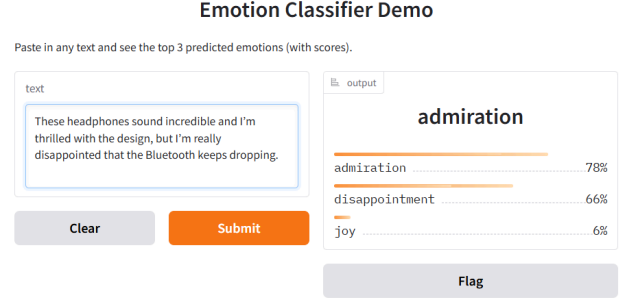 Emotion Classifier Demo
Paste in any text and see the top 3 predicted emotions (with scores).
text
These headphones sound incredible and I'm
thrilled with the design, but I'm really
disappointed that the Bluetooth keeps dropping.
Clear
Submit
output
admiration
admiration 78%
disappointment 66%
joy 6%
Flag